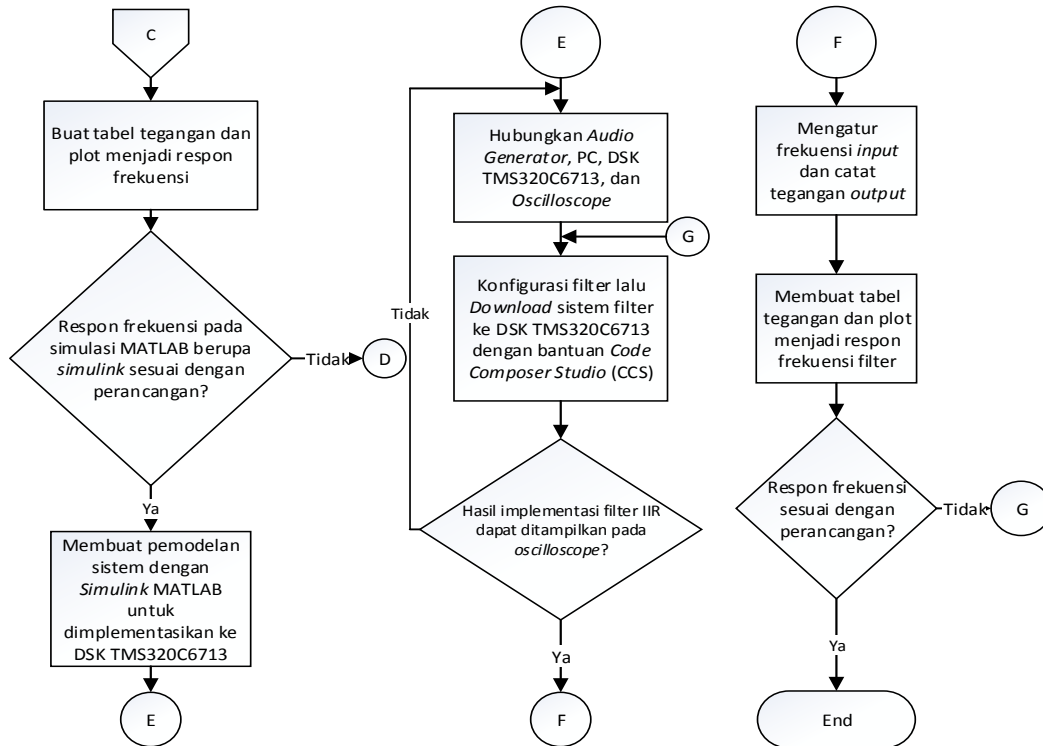 C
Buat tabel tegangan dan
plot menjadi respon
frekuensi
Respon frekuensi pada
simulasi MATLAB berupa
simulink sesuai dengan
perancangan?
Tidak
D
Ya
Membuat pemodelan
sistem dengan
Simulink MATLAB
untuk
dimplementasikan ke
DSK TMS320C6713
E
E
Hubungkan Audio
Generator, PC, DSK
TMS320C6713, dan
Oscilloscope
G
Konfigurasi filter lalu
Download sistem filter
ke DSK TMS320C6713
dengan bantuan Code
Composer Studio (CCS)
Tidak
Hasil implementasi filter IIR
dapat ditampilkan pada
oscilloscope?
Ya
F
F
Mengatur
frekuensi input
dan catat
tegangan output
Membuat tabel
tegangan dan plot
menjadi respon
frekuensi filter
Respon frekuensi
sesuai dengan
perancangan?
Tidak
G
Ya
End